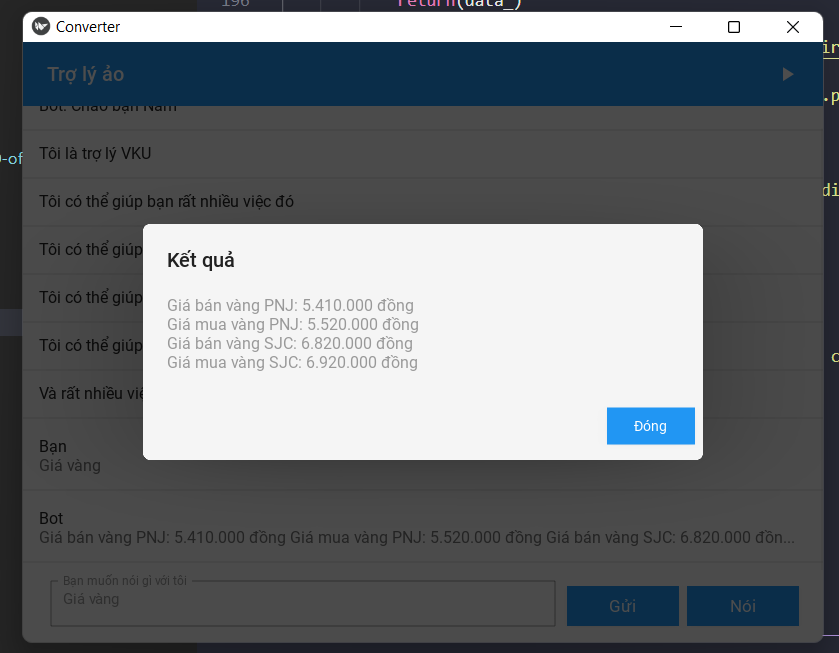 196
return(data_)
Converter
ir
Trợ lý ảo
.p
Bot: Chào bạn Nam
Tôi là trợ lý VKU
0-of
di
Tôi có thể giúp bạn rất nhiều việc đó
Tôi có thể giúp
Kết quả
Tôi có thể giúp
Giá bán vàng PNJ: 5.410.000 đồng
Giá mua vàng PNJ: 5.520.000 đồng
Giá bán vàng SJC: 6.820.000 đồng
Giá mua vàng SJC: 6.920.000 đồng
Tôi có thể giúp
c
Và rất nhiều việ
Đóng
Bạn
Giá vàng
Bot
Giá bán vàng PNJ: 5.410.000 đồng Giá mua vàng PNJ: 5.520.000 đồng Giá bán vàng SJC: 6.820.000 đồn...
Bạn muốn nói gì với tôi
Giá vàng
Gửi
Nói